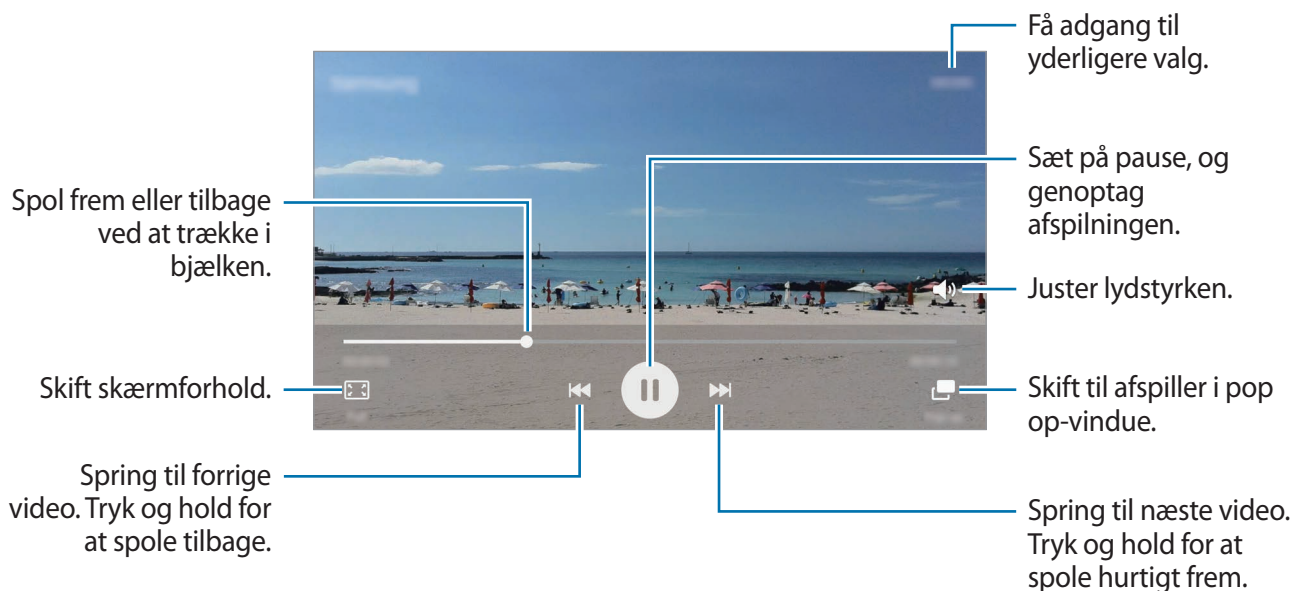 Få adgang til
yderligere valg.
Sæt på pause, og
genoptag
afspilningen.
Spol frem eller tilbage
ved at trække i
bjælken.
Juster lydstyrken.
Skift skærmforhold.
Skift til afspiller i pop
op-vindue.
Spring til forrige
video. Tryk og hold for
at spole tilbage.
Spring til næste video.
Tryk og hold for at
spole hurtigt frem.